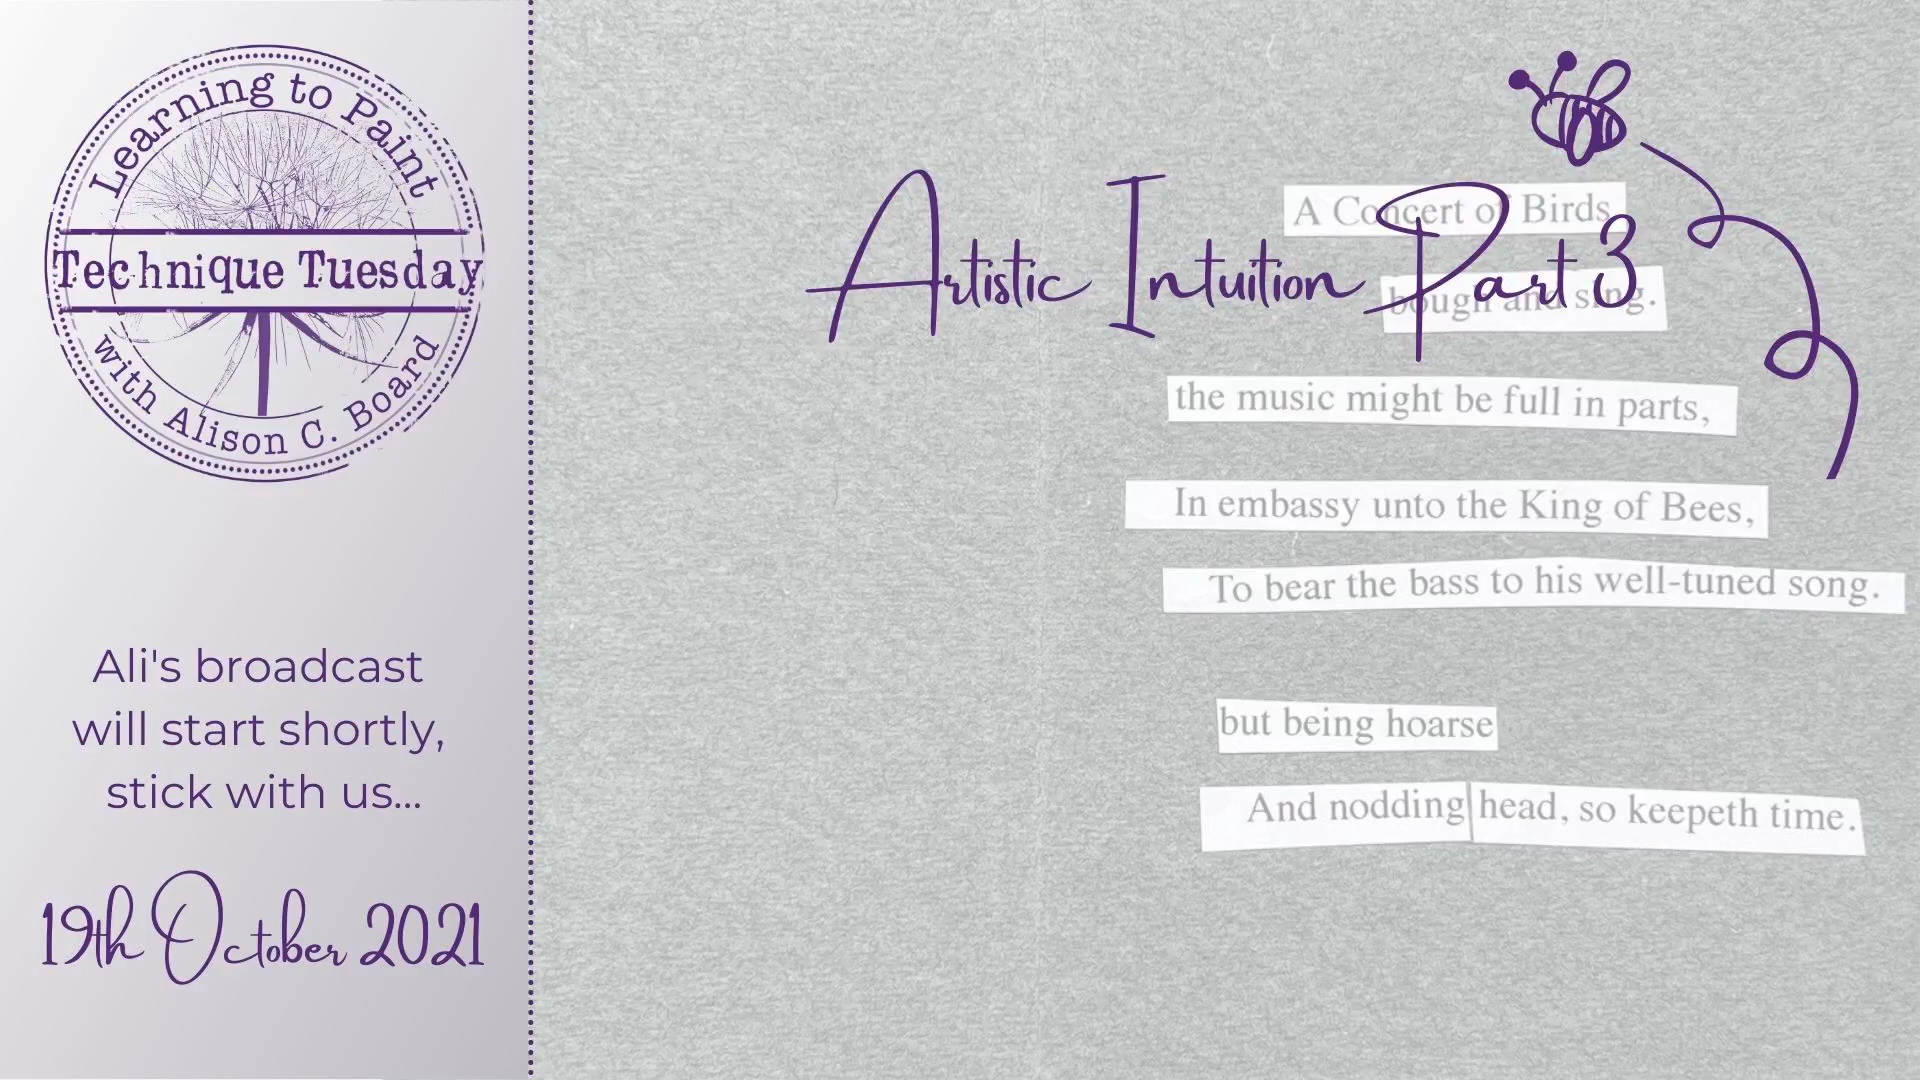 Learning to Paint
Technique Tuesday
with Alison C. Board
Ali's broadcast
will start shortly,
stick with us...
19th October 2021
Artistic Intuition Part 3
A Concert of Birds
bough and sing.
the music might be full in parts,
In embassy unto the King of Bees,
To bear the bass to his well-tuned song.
but being hoarse
And nodding head, so keepeth time.